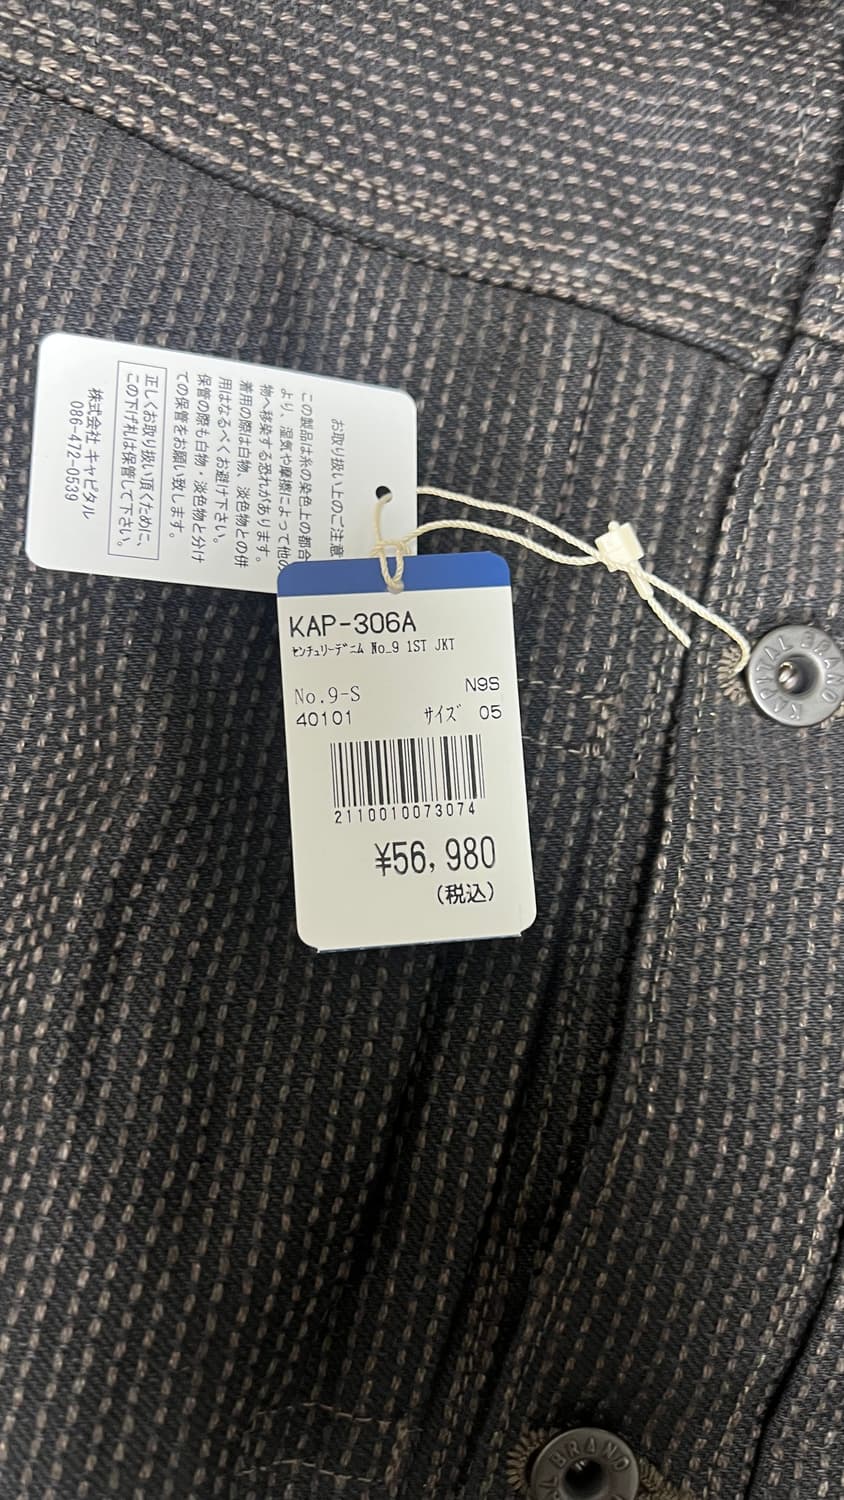 お取り扱い上のご注意
この製品は糸の染色上の都合
より、湿気や摩擦によって他の
物へ移染する恐れがあります。
着用の際は白物、淡色物との併
用はなるべくお避け下さい。
保管の際も白物・淡色物と分け
ての保管をお願い致します。
正しくお取り扱い頂くために、
この下げ札は保管して下さい。
株式会社 キャピタル
086-472-0539
KAP-306A
センチュリーデニム No_9 1ST JKT
No.9-S N9S
40101 サイズ 05
2110010073074
¥56,980
(税込)
KAPITAL BRAND
BRAND